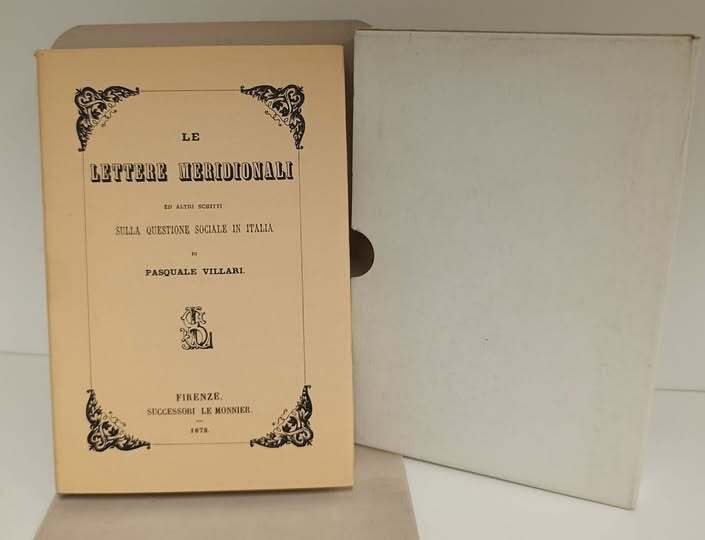 LE
LETTERE MERIDIONALI
ED ALTRI SCRITTI
SULLA QUESTIONE SOCIALE IN ITALIA
DI
PASQUALE VILLARI.
FIRENZE,
SUCCESSORI LE MONNIER.
1878.